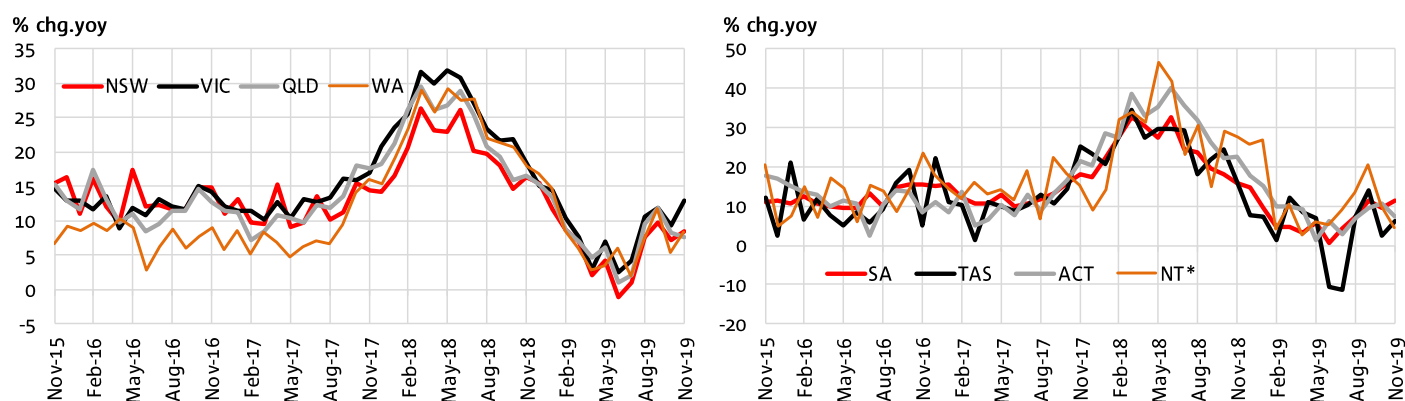 % chg.yoy
35
30
25
20
15
10
5
0
-5
NSW VIC QLD WA
Nov-15 Feb-16 May-16 Aug-16 Nov-16 Feb-17 May-17 Aug-17 Nov-17 Feb-18 May-18 Aug-18 Nov-18 Feb-19 May-19 Aug-19 Nov-19
% chg.yoy
50
40
30
20
10
0
-10
-20
SA TAS ACT NT*
Nov-15 Feb-16 May-16 Aug-16 Nov-16 Feb-17 May-17 Aug-17 Nov-17 Feb-18 May-18 Aug-18 Nov-18 Feb-19 May-19 Aug-19 Nov-19